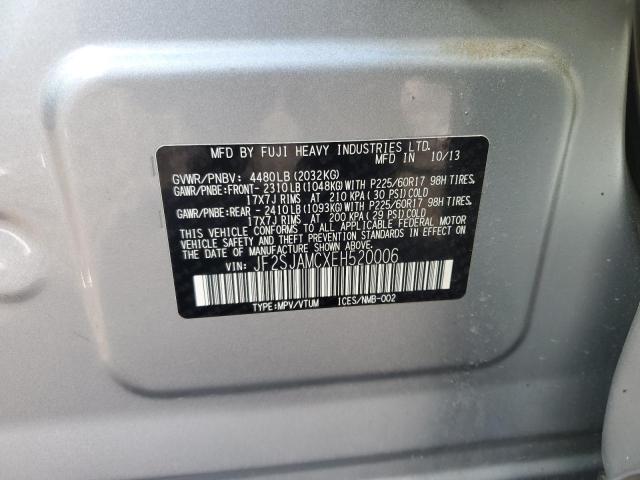 MFD BY FUJI HEAVY INDUSTRIES LTD.
MFD IN 10/13
GVWR/PNBV: 4480LB(2032KG)
GAWR/PNBE:FRONT- 2310LB(1048KG)WITH P225/60R17 98H TIRES.
17X7J RIMS AT 210 KPA(30 PSI)COLD
GAWR/PNBE:REAR - 2410LB(1093KG)WITH P225/60R17 98H TIRES.
17X7J RIMS AT 200 KPA(29 PSI)COLD
THIS VEHICLE CONFORMS TO ALL APPLICABLE FEDERAL MOTOR
VEHICLE SAFETY AND BUMPER STANDARDS IN EFFECT ON
THE DATE OF MANUFACTURE SHOWN ABOVE.
VIN: JF2SJAMCXEH520006
TYPE:MPV/VTUM ICES/NMB-002